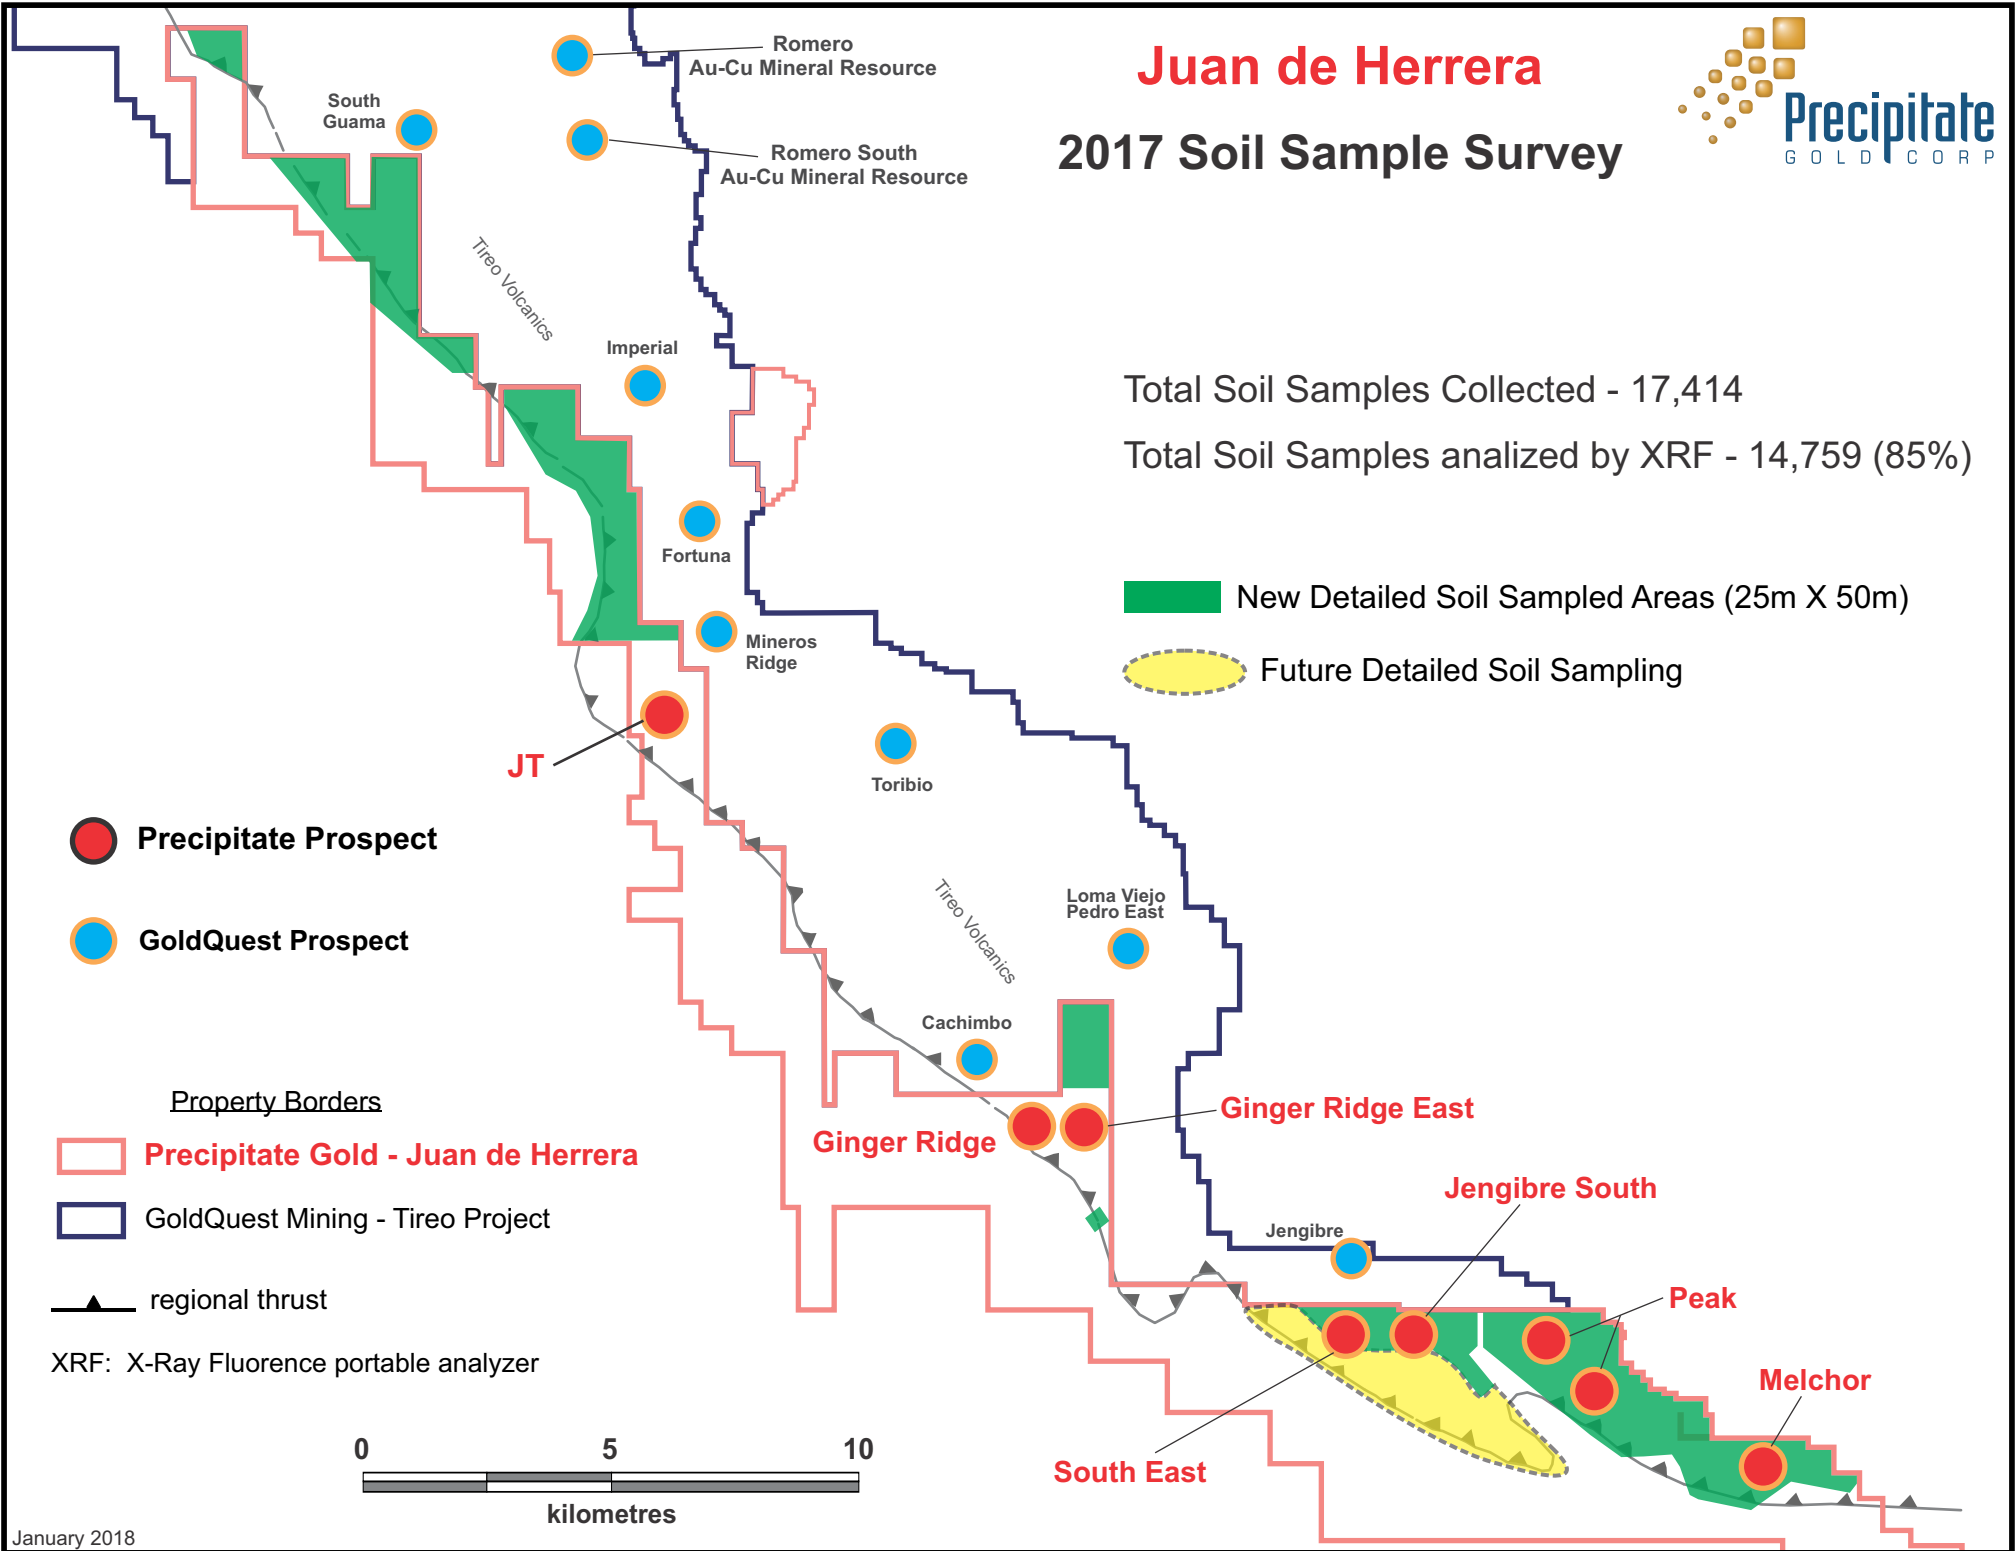 Juan de Herrera
2017 Soil Sample Survey
Precipitate
GOLD CORP
Romero
Au-Cu Mineral Resource
South
Guama
Romero South
Au-Cu Mineral Resource
Tireo Volcanics
Imperial
Total Soil Samples Collected - 17,414
Total Soil Samples analized by XRF - 14,759 (85%)
Fortuna
New Detailed Soil Sampled Areas (25m X 50m)
Mineros
Ridge
Future Detailed Soil Sampling
JT
Toribio
Precipitate Prospect
GoldQuest Prospect
Tireo Volcanics
Loma Viejo
Pedro East
Cachimbo
Property Borders
Ginger Ridge East
Ginger Ridge
Precipitate Gold - Juan de Herrera
GoldQuest Mining - Tireo Project
Jengibre South
Jengibre
regional thrust
Peak
XRF: X-Ray Fluorence portable analyzer
Melchor
South East
0 5 10
kilometres
January 2018